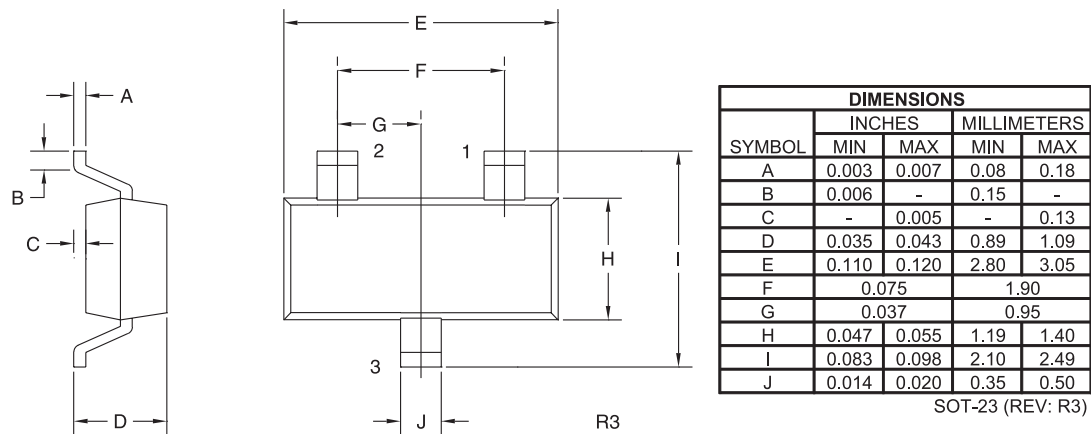 E
F
A
G
2
1
B
C
H
I
3
D
J
R3
DIMENSIONS
INCHES MILLIMETERS
SYMBOL MIN MAX MIN MAX
A 0.003 0.007 0.08 0.18
B 0.006 - 0.15 -
C - 0.005 - 0.13
D 0.035 0.043 0.89 1.09
E 0.110 0.120 2.80 3.05
F 0.075 1.90
G 0.037 0.95
H 0.047 0.055 1.19 1.40
I 0.083 0.098 2.10 2.49
J 0.014 0.020 0.35 0.50
SOT-23 (REV: R3)